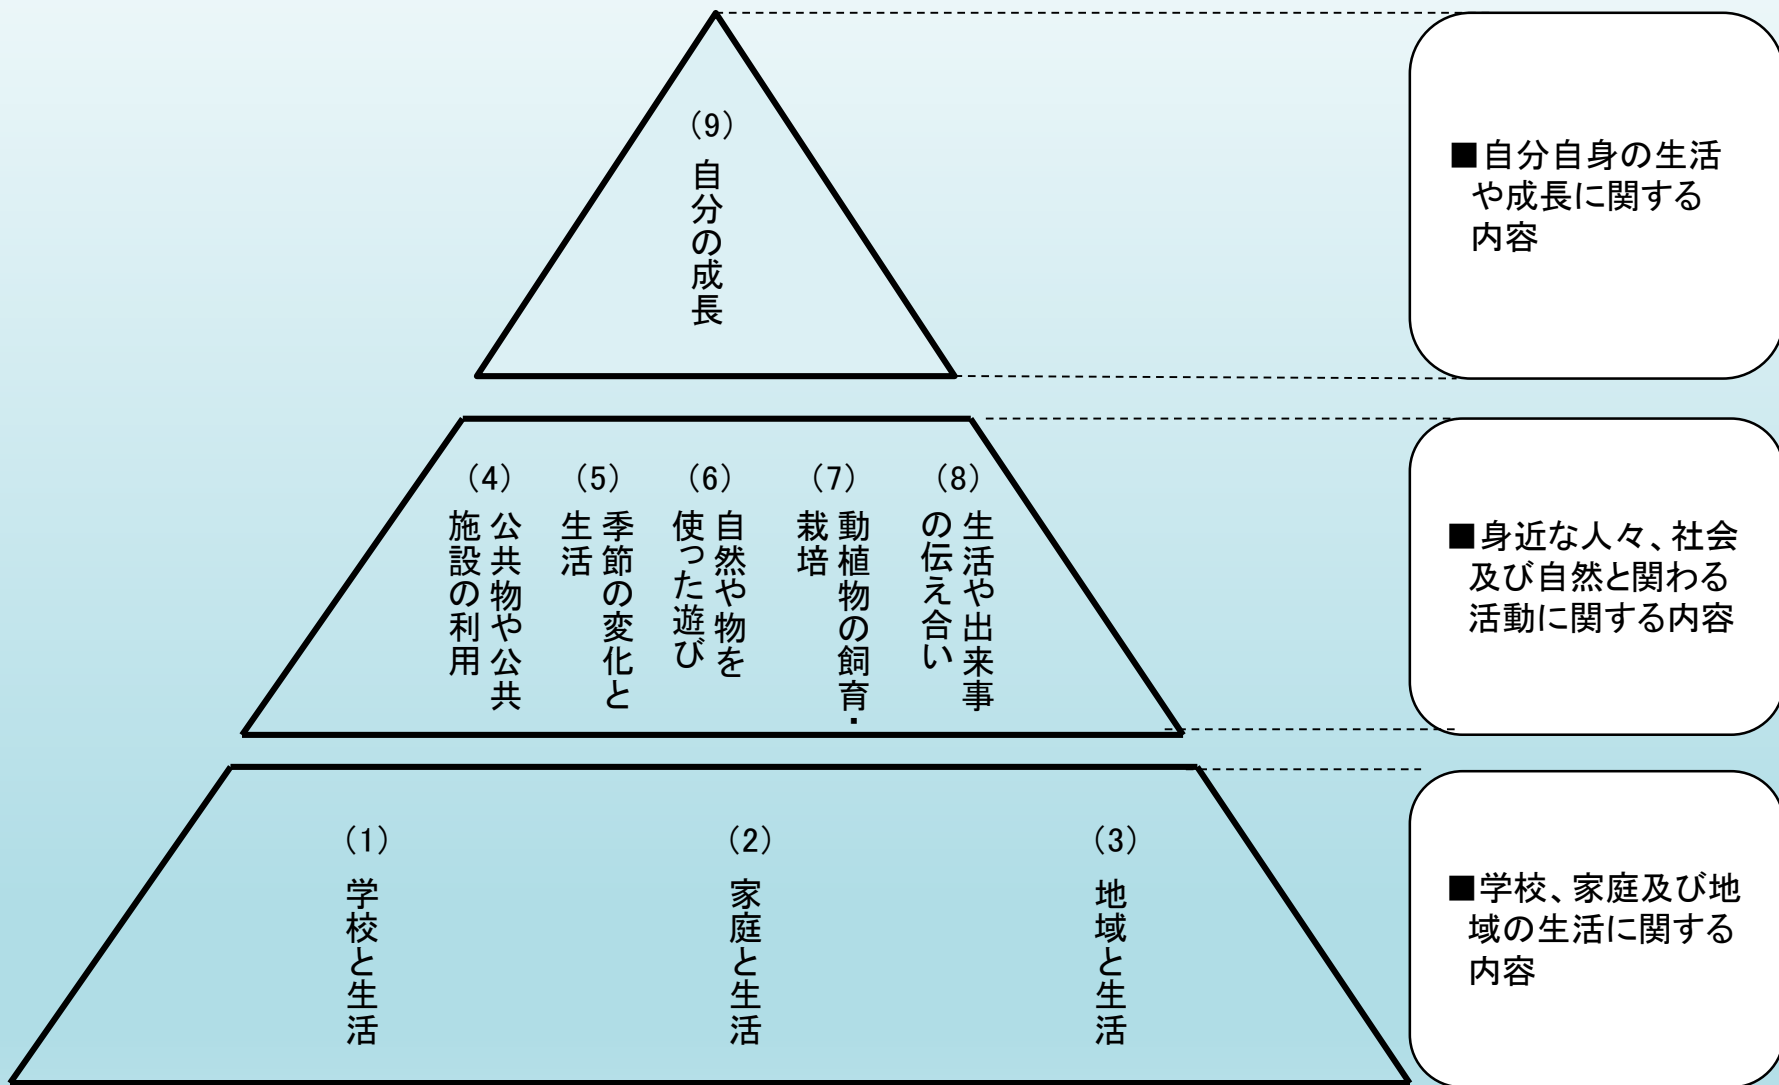 (9)
自分の成長
■自分自身の生活
や成長に関する
内容
(4)
公共物や公共
施設の利用
(5)
季節の変化と
生活
(6)
自然や物を
使った遊び
(7)
動植物の飼育・
栽培
(8)
生活や出来事
の伝え合い
■身近な人々、社会
及び自然と関わる
活動に関する内容
(1)
学校と生活
(2)
家庭と生活
(3)
地域と生活
■学校、家庭及び地
域の生活に関する
内容